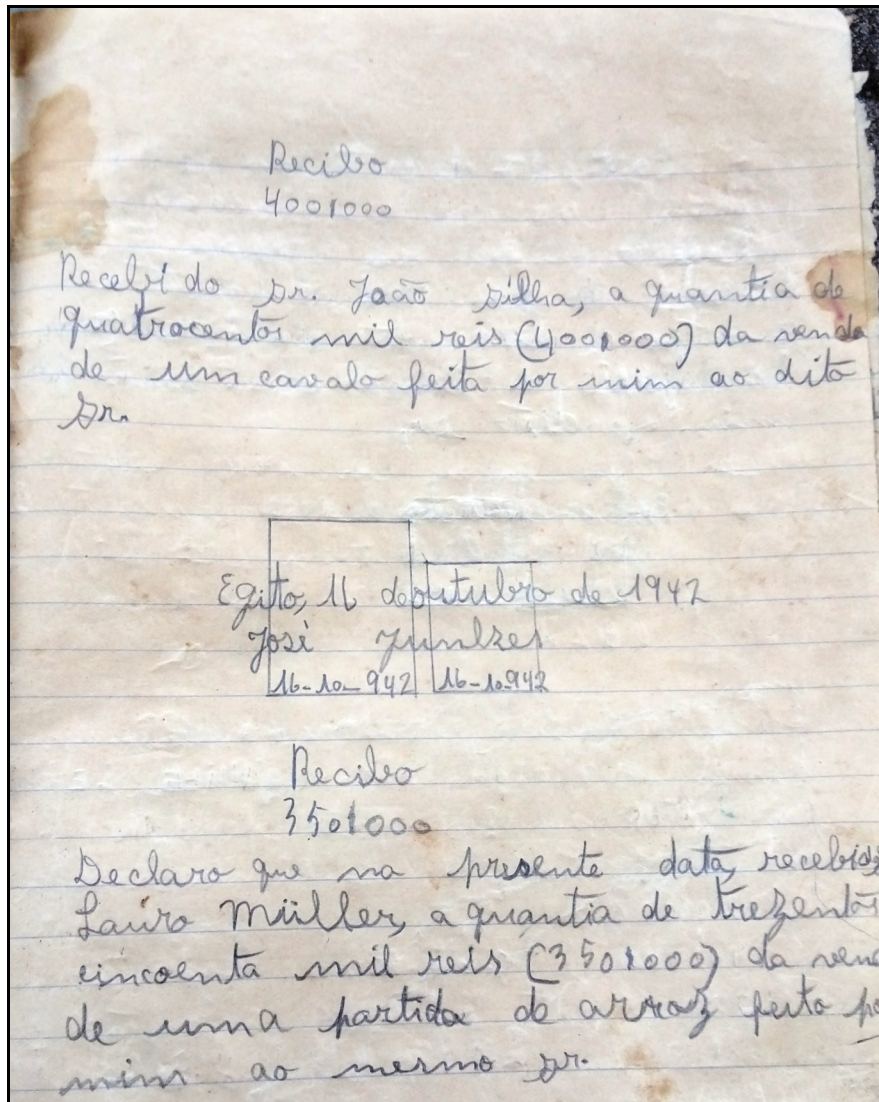 Recibo
400$000
Recebi do Sr. João Silha, a quantia de
quatrocentos mil reis (400$000) da venda
de um cavalo feita por mim ao dito
Sr.
Egito, 16 de outubro de 1942
José
16-10-942 16-10-942
Recibo
350$000
Declaro que na presente data, recebi do
Lauro Müller, a quantia de trezentos
cincoenta mil reis (350$000) da
de uma partida de arroz feito
mim ao mesmo Sr.